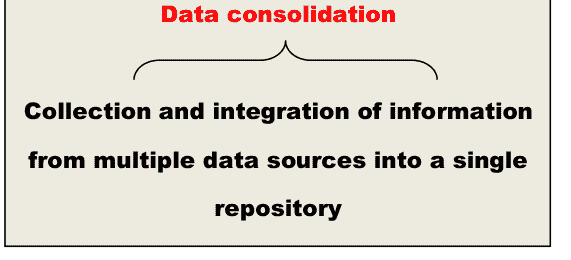 Data consolidation
Collection and integration of information
from multiple data sources into a single
repository